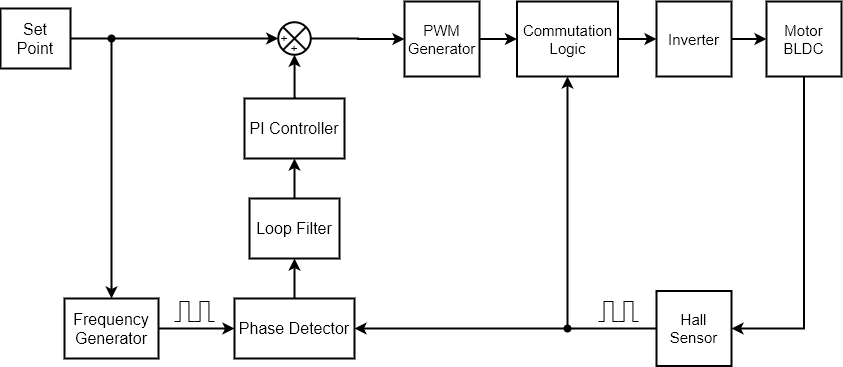 Set
Point
+
+
PWM
Generator
Commutation
Logic
Inverter
Motor
BLDC
PI Controller
Loop Filter
Frequency
Generator
Phase Detector
Hall
Sensor